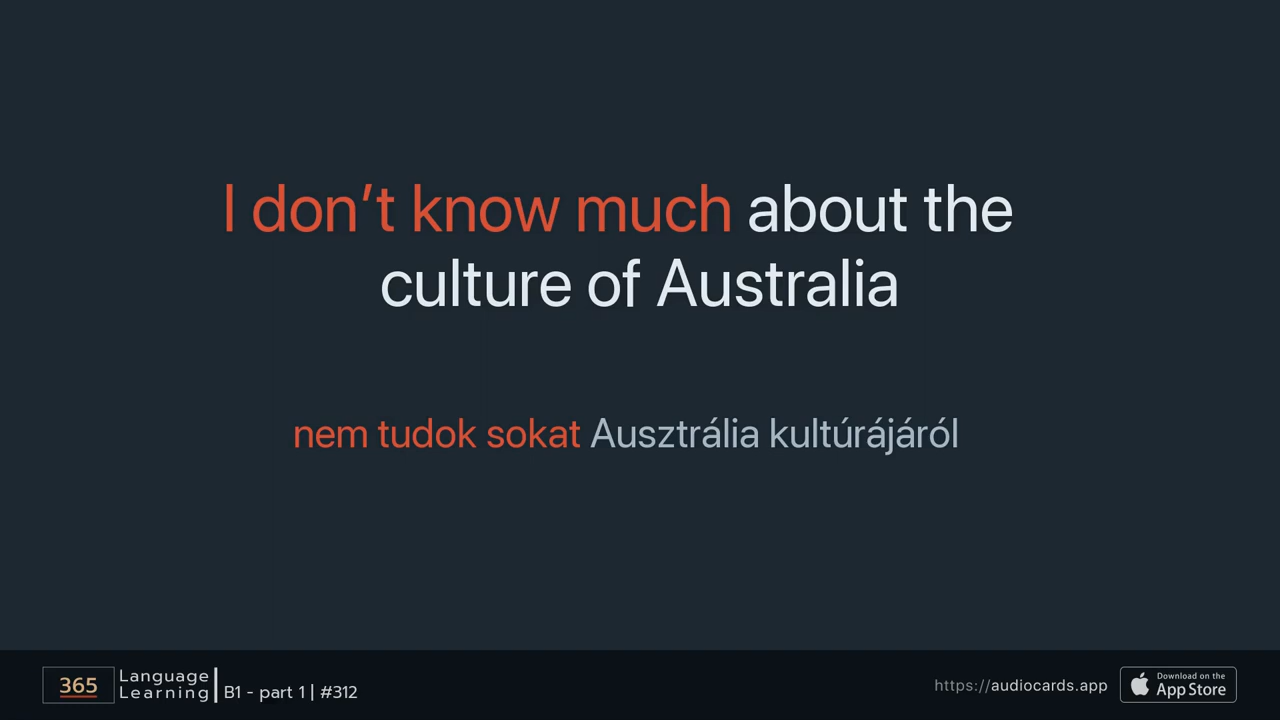 I don’t know much about the
culture of Australia
nem tudok sokat Ausztrália kultúrájáról
365
Language
Learning
B1 - part 1 | #312
https://audiocards.app
Download on the
App Store